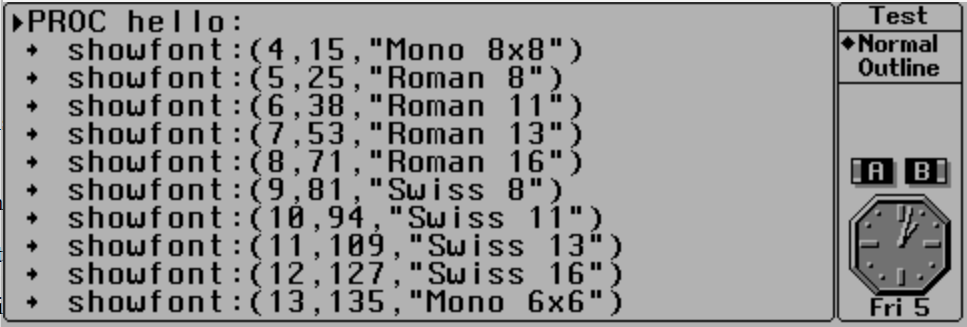 PROC hello:
showfont:(4,15,"Mono 8x8")
showfont:(5,25,"Roman 8")
showfont:(6,38,"Roman 11")
showfont:(7,53,"Roman 13")
showfont:(8,71,"Roman 16")
showfont:(9,81,"Swiss 8")
showfont:(10,94,"Swiss 11")
showfont:(11,109,"Swiss 13")
showfont:(12,127,"Swiss 16")
showfont:(13,135,"Mono 6x6")
Test
Normal
Outline
A B
Fri 5